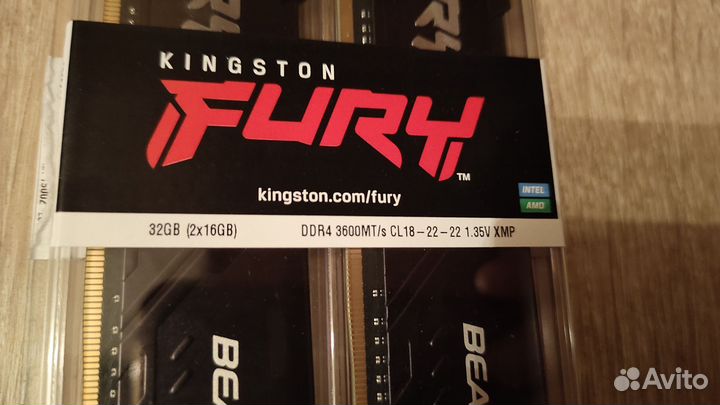 KINGSTON
FURY
TM
kingston.com/fury
INTEL
AMD
32GB (2x16GB) DDR4 3600MT/s CL18-22-22 1.35V XMP
BEA
BEA
Avito